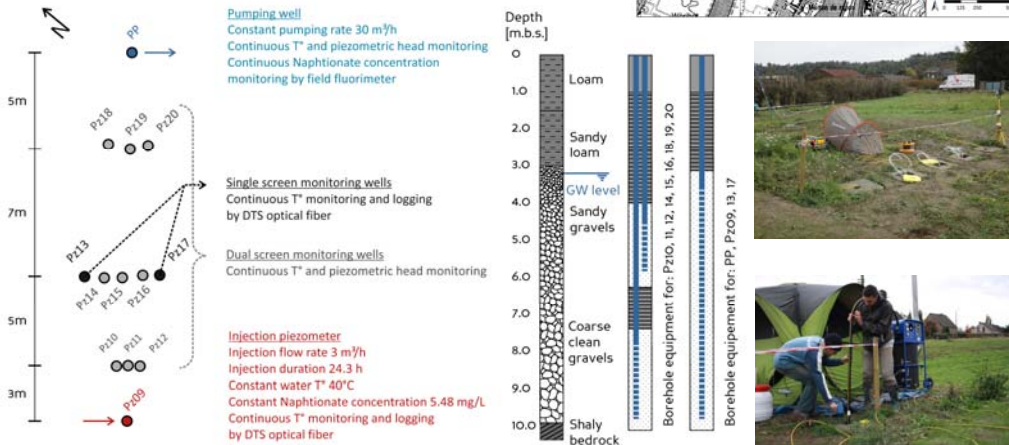 PP
Pumping well
Constant pumping rate 30 m³/h
Continuous T° and piezometric head monitoring
Continuous Naphtionate concentration
monitoring by field fluorimeter
5m
Pz18
Pz19
Pz20
7m
Single screen monitoring wells
Continuous T° monitoring and logging
by DTS optical fiber
Pz13
Pz17
Pz14
Pz15
Pz16
Dual screen monitoring wells
Continuous T° and piezometric head monitoring
5m
Pz10
Pz11
Pz12
3m
Pz09
Injection piezometer
Injection flow rate 3 m³/h
Injection duration 24.3 h
Constant water T° 40°C
Constant Naphtionate concentration 5.48 mg/L
Continuous T° monitoring and logging
by DTS optical fiber
Depth
[m.b.s.]
0
1.0
2.0
3.0
4.0
5.0
6.0
7.0
8.0
9.0
10.0
Loam
Sandy
loam
GW level
Sandy
gravels
Coarse
clean
gravels
Shaly
bedrock
Borehole equipment for: Pz10, 11, 12, 14, 15, 16, 18, 19, 20
Borehole equipement for: PP, Pz09, 13, 17